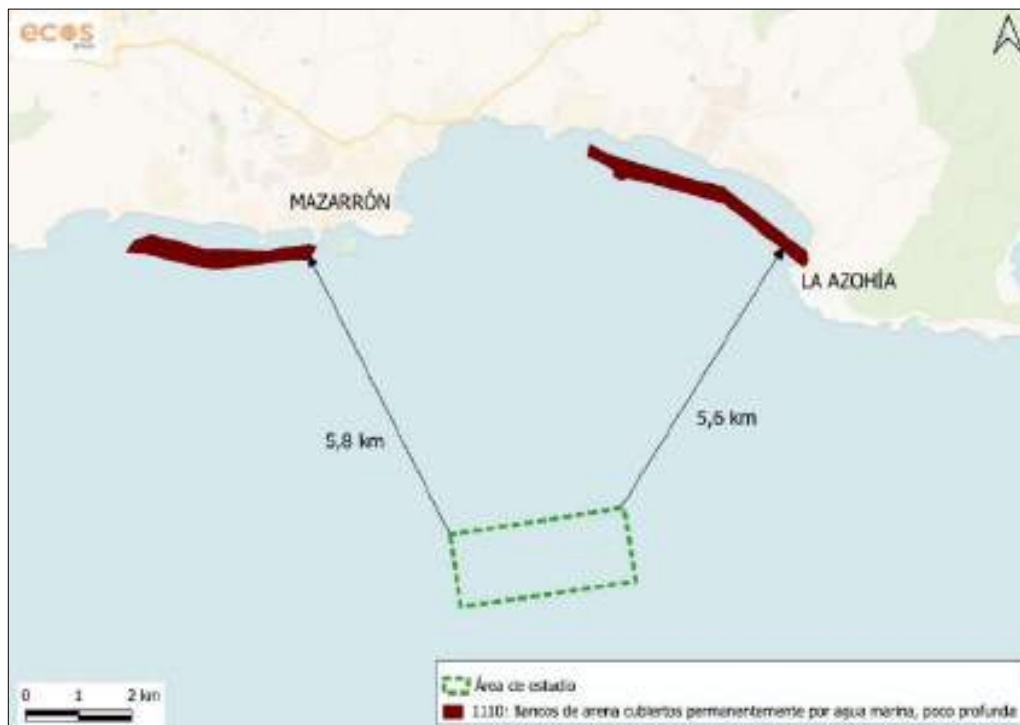 ecos
MAZARRÓN
LA AZOHÍA
5,8 km
5,6 km
0 1 2 km
Área de estudio
1110: Bancos de arena cubiertos permanentemente por agua marina, poco profunda